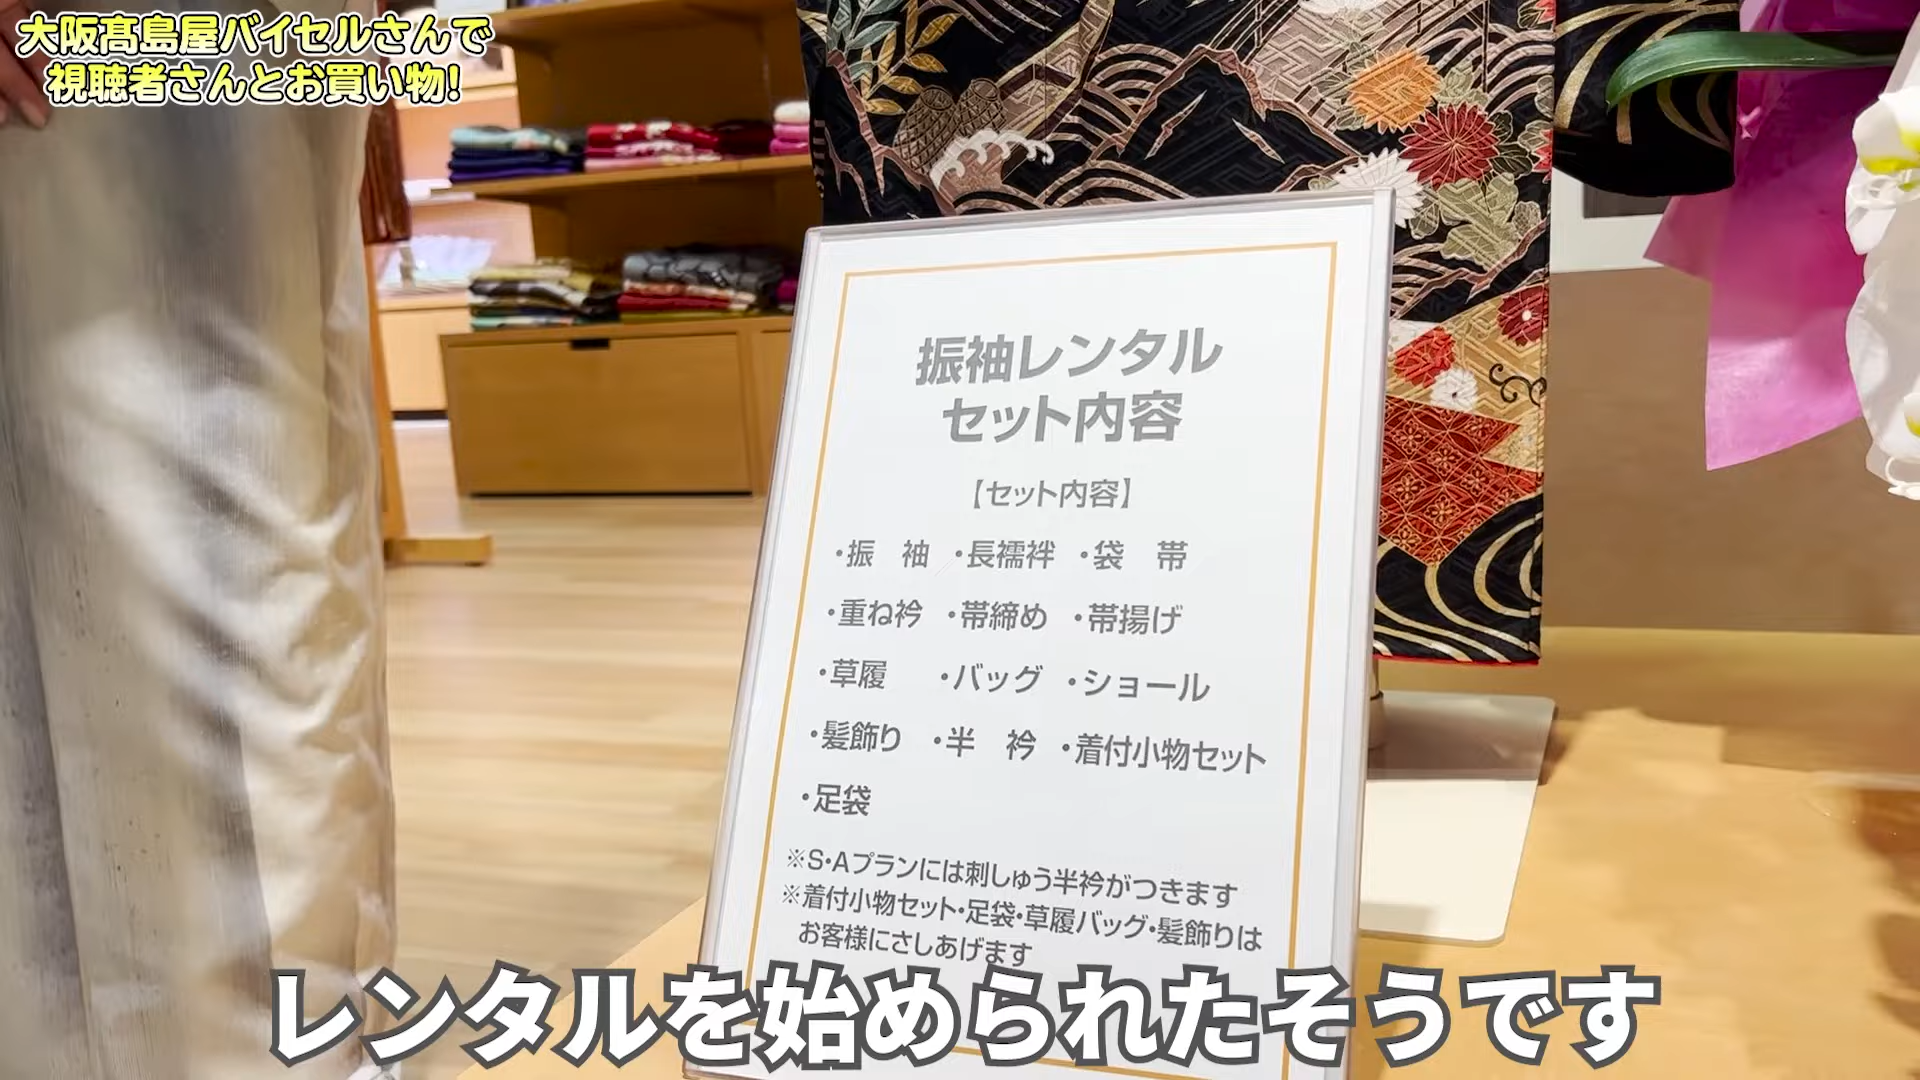 大阪髙島屋バイセルさんで
視聴者さんとお買い物!
振袖レンタル
セット内容
【セット内容】
・振　袖 ・長襦袢 ・袋　帯
・重ね衿 ・帯締め ・帯揚げ
・草履 ・バッグ ・ショール
・髪飾り ・半　衿 ・着付小物セット
・足袋
※S・Aプランには刺しゅう半衿がつきます
※着付小物セット・足袋・草履バッグ・髪飾りは
お客様にさしあげます
レンタルを始められたそうです